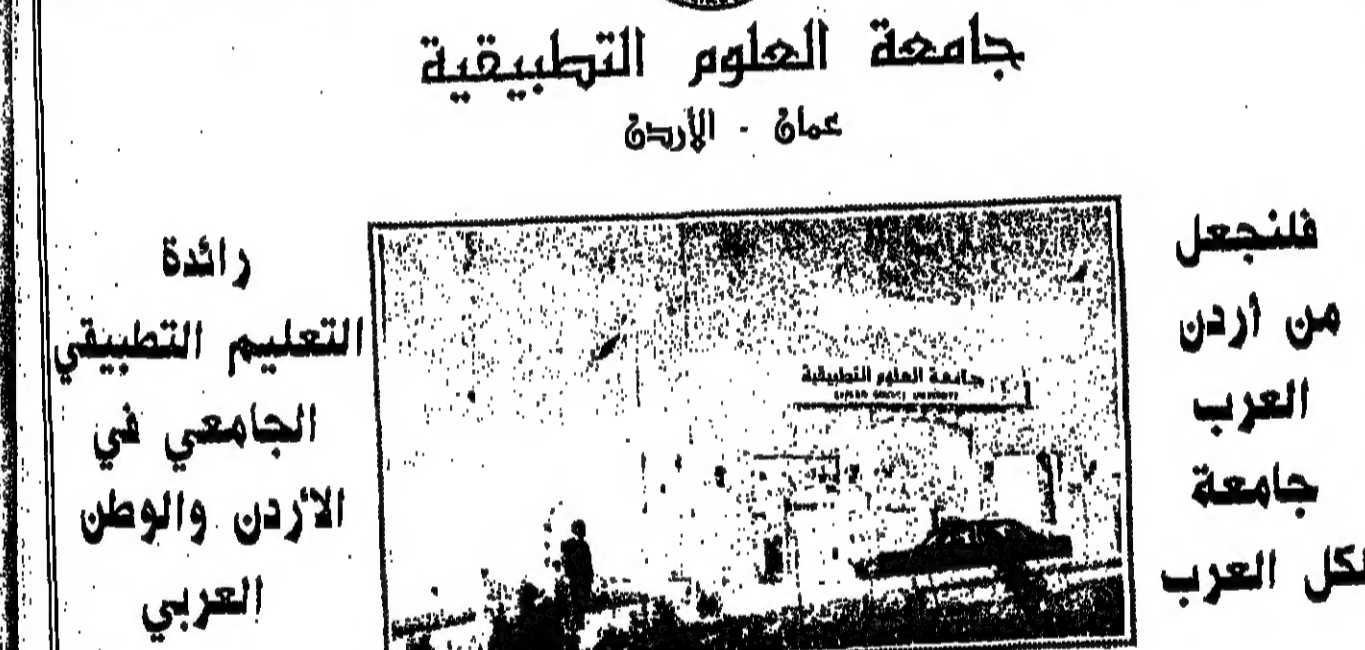 جامعة العلوم التطبيقية
عمان - الأردن
فلنجعل
من أردن
العرب
جامعة
لكل العرب
جامعة العلوم التطبيقية
رائدة
التعليم التطبيقي
الجامعي في
الأردن والوطن
العربي